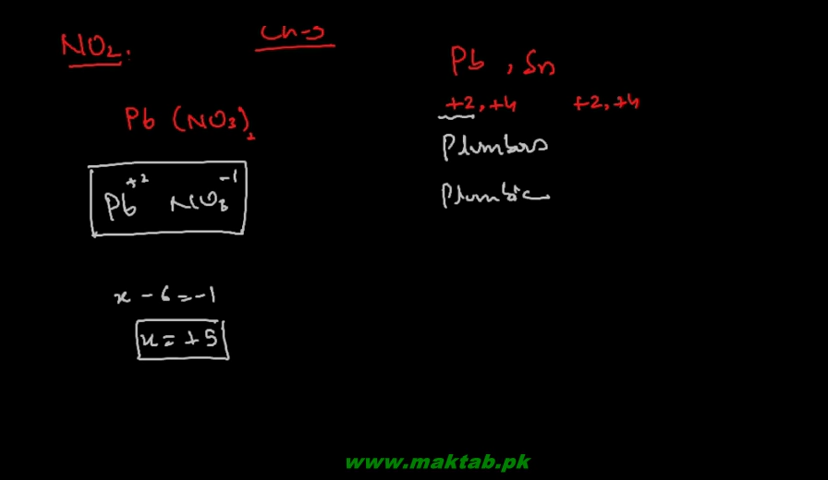 NO2.
Ch-3
Pb (NO3)2
Pb+2 NO3-1
x - 6 = -1
x = +5
Pb, Sn
+2, +4 +2, +4
Plumbous
Plumbic
www.maktab.pk